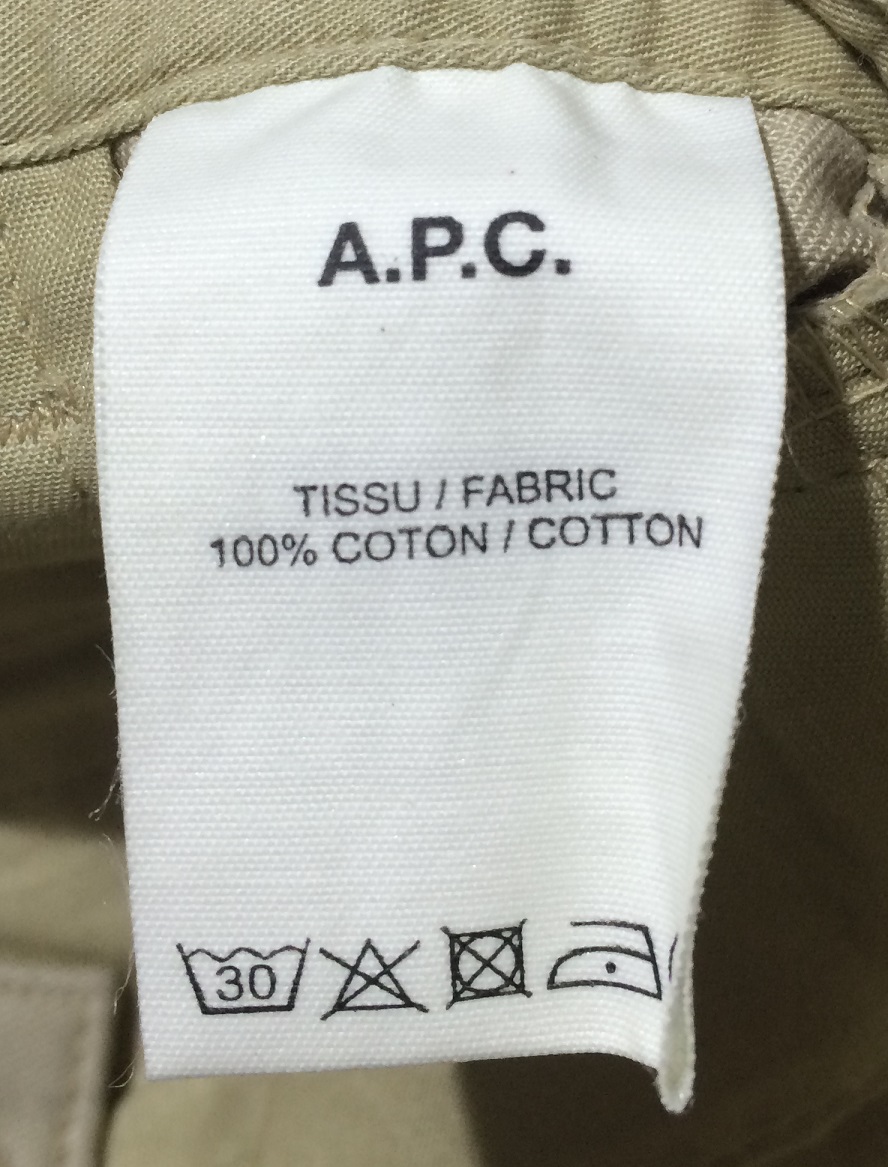 A.P.C.
TISSU / FABRIC
100% COTON / COTTON
30